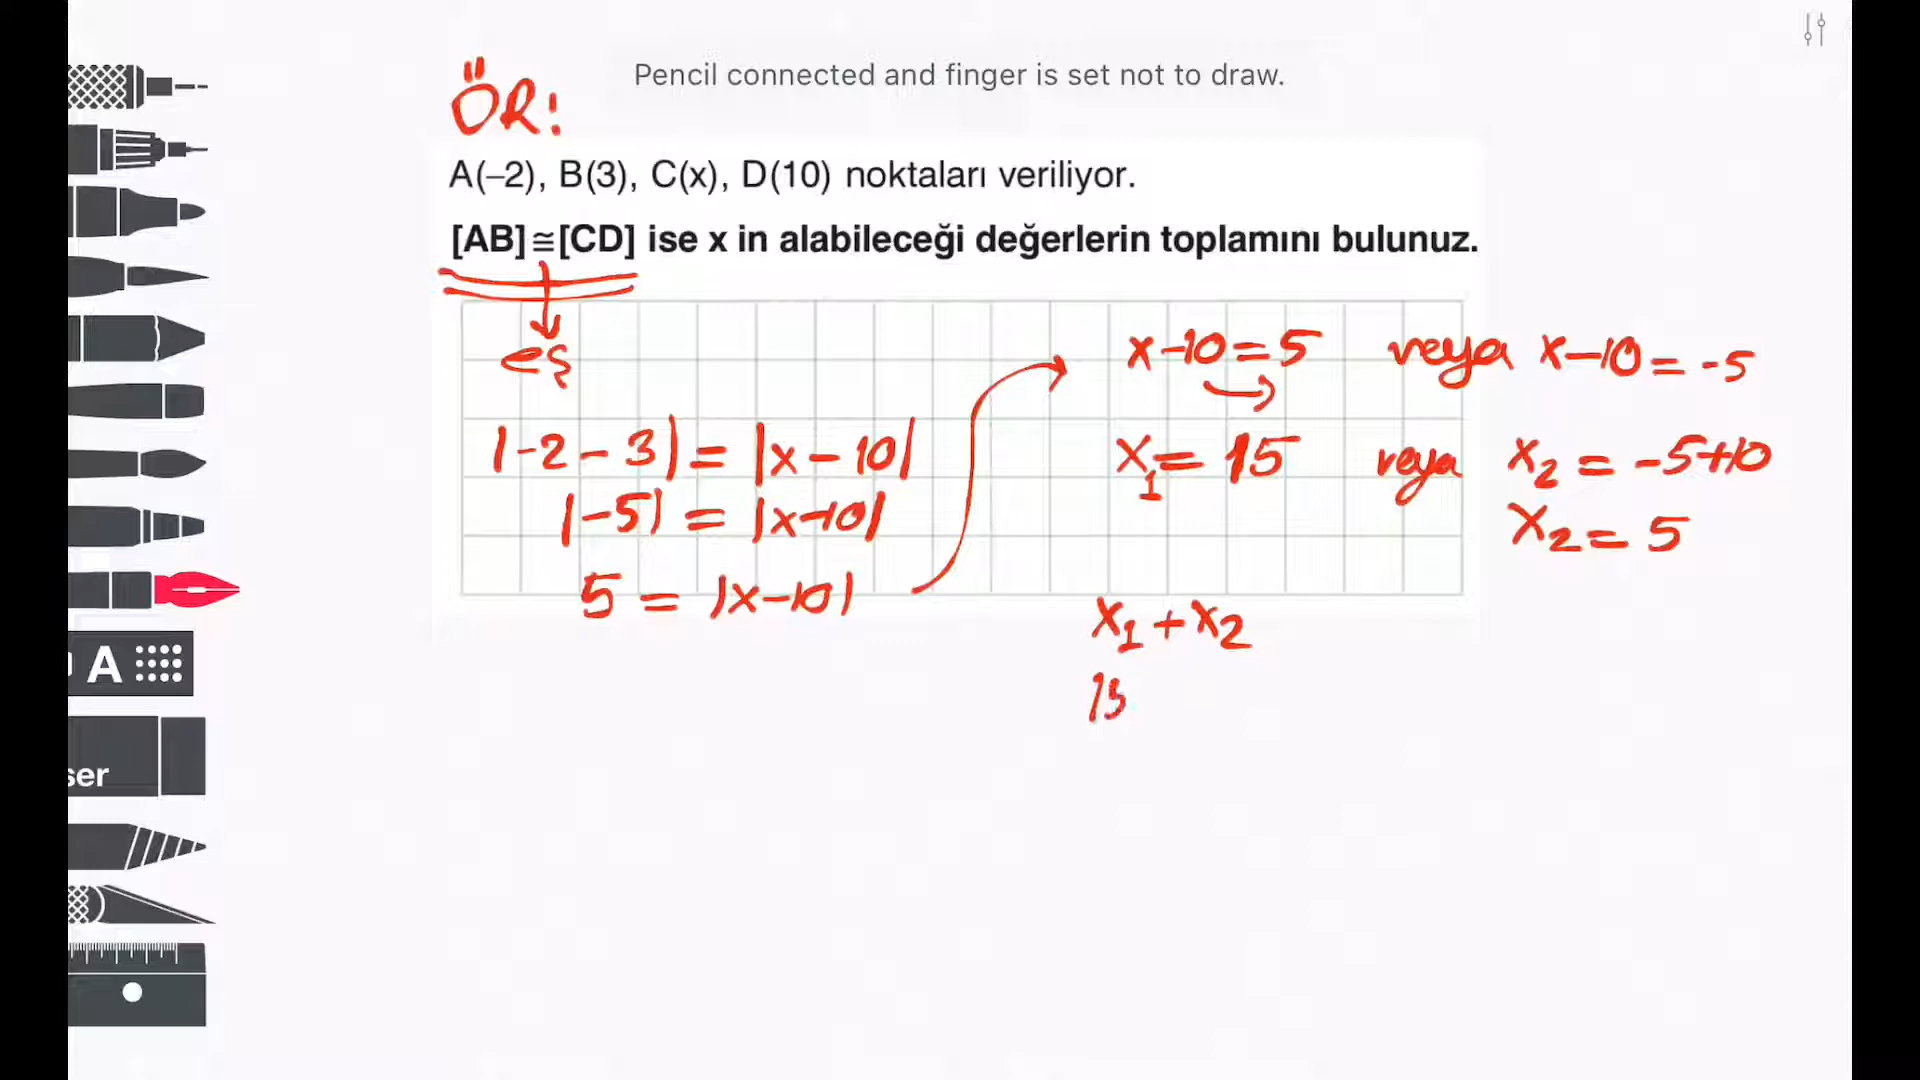 Pencil connected and finger is set not to draw.
ÖR:
A(–2), B(3), C(x), D(10) noktaları veriliyor.
[AB]≅[CD] ise x in alabileceği değerlerin toplamını bulunuz.
eş
|-2-3| = |x-10|
|-5| = |x-10|
5 = |x-10|
x-10=5 veya x-10=-5
x₁=15 veya x₂=-5+10
x₂=5
x₁+x₂
15
A
ser